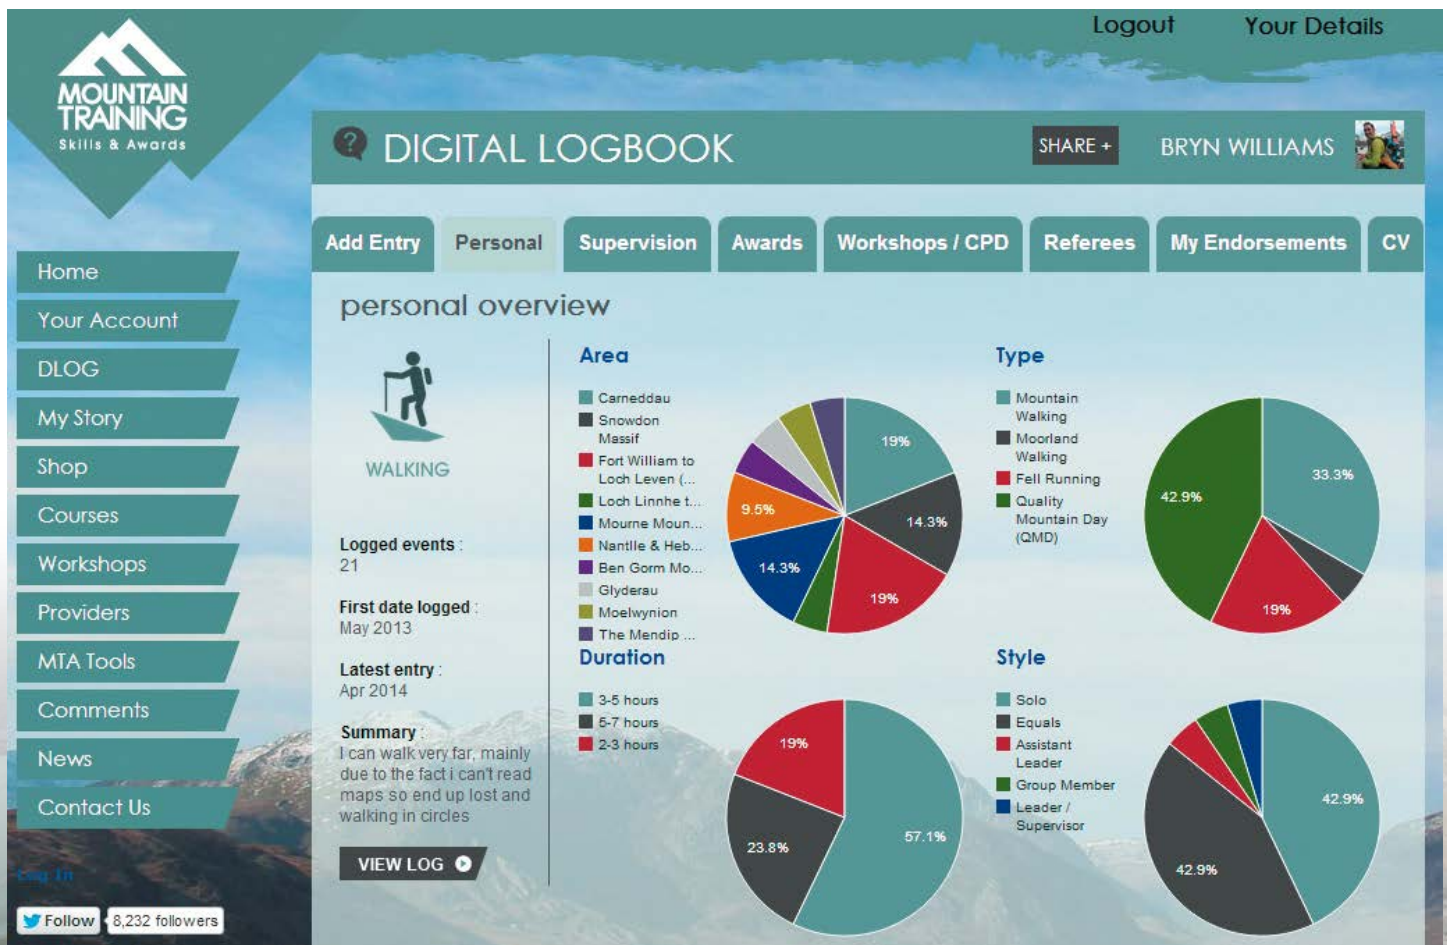 Logout
Your Details
MOUNTAIN
TRAINING
Skills & Awards
?
DIGITAL LOGBOOK
SHARE +
BRYN WILLIAMS
Add Entry
Personal
Supervision
Awards
Workshops / CPD
Referees
My Endorsements
CV
Home
Your Account
DLOG
My Story
Shop
Courses
Workshops
Providers
MTA Tools
Comments
News
Contact Us
Log In
Follow
8,232 followers
personal overview
WALKING
Logged events :
21
First date logged :
May 2013
Latest entry :
Apr 2014
Summary :
I can walk very far, mainly
due to the fact i can't read
maps so end up lost and
walking in circles
VIEW LOG
Area
Carneddau
Snowdon
Massif
Fort William to
Loch Leven (...
Loch Linnhe t...
Mourne Moun...
Nantlle & Heb...
Ben Gorm Mo...
Glyderau
Moelwynion
The Mendip ...
19%
14.3%
19%
14.3%
9.5%
Type
Mountain
Walking
Moorland
Walking
Fell Running
Quality
Mountain Day
(QMD)
33.3%
19%
42.9%
Duration
3-5 hours
5-7 hours
2-3 hours
57.1%
23.8%
19%
Style
Solo
Equals
Assistant
Leader
Group Member
Leader /
Supervisor
42.9%
42.9%